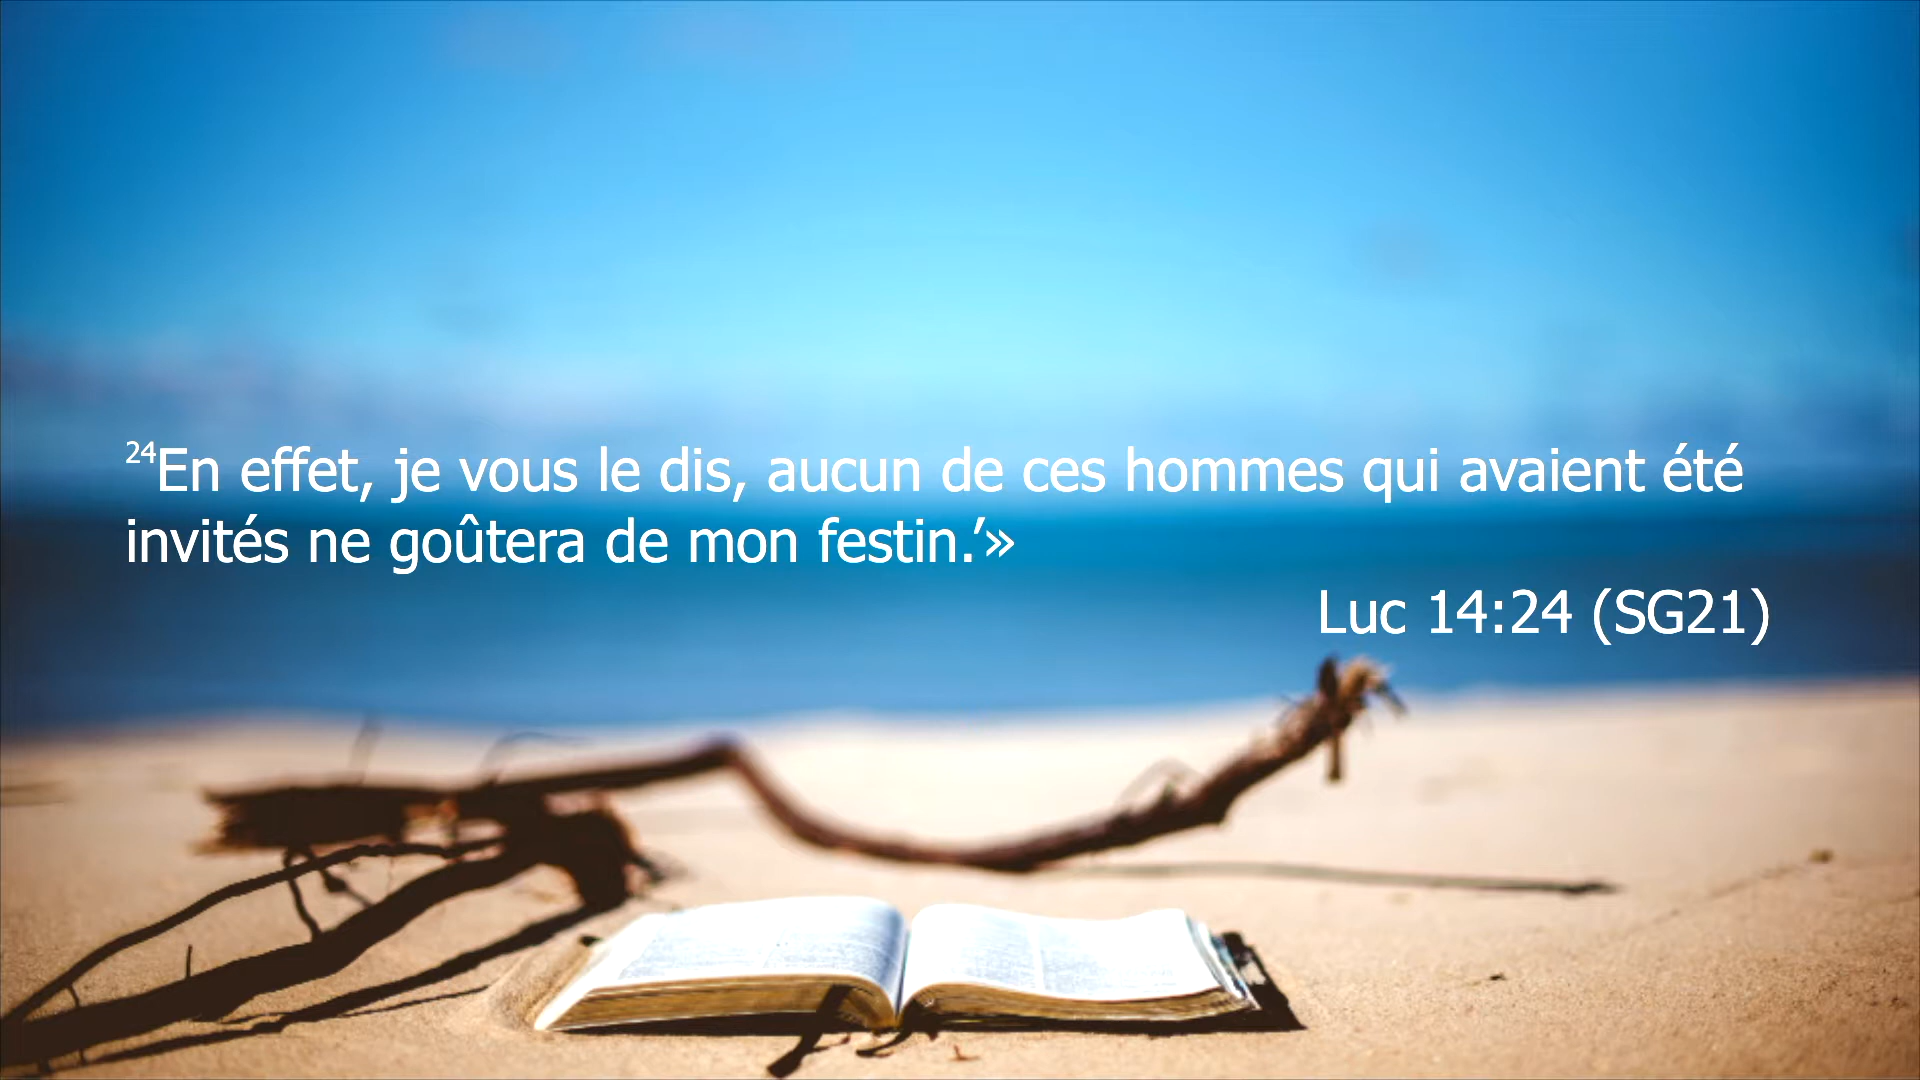 24En effet, je vous le dis, aucun de ces hommes qui avaient été
invités ne goûtera de mon festin.’»
Luc 14:24 (SG21)